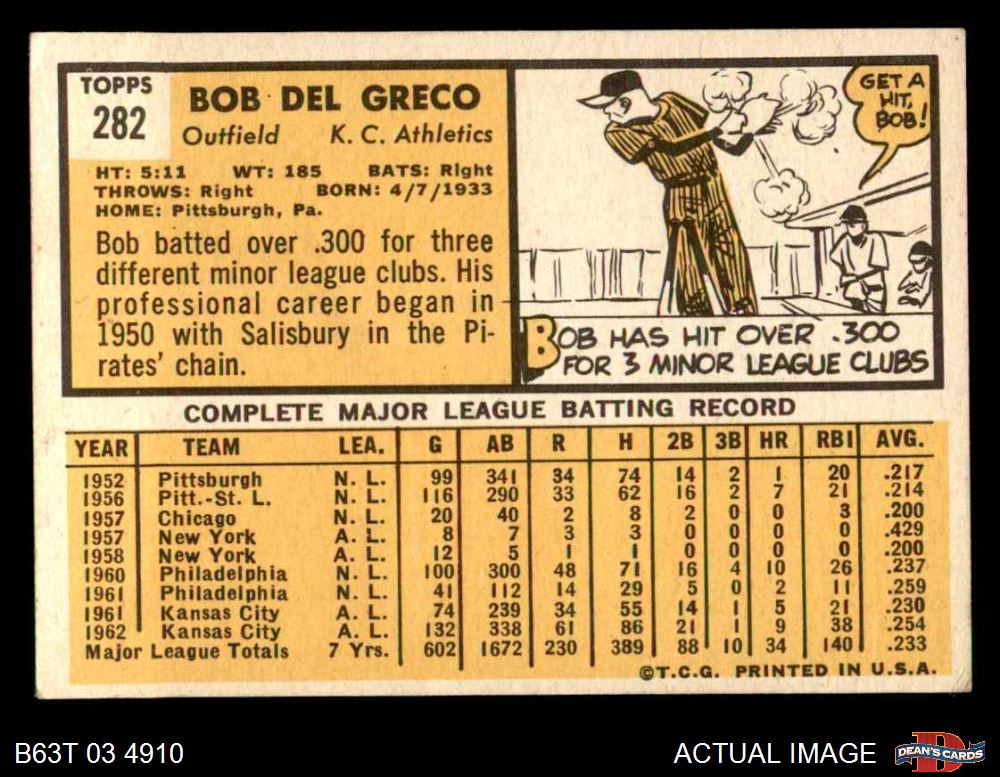 TOPPS
282
BOB DEL GRECO
Outfield K. C. Athletics
HT: 5:11 WT: 185 BATS: Right
THROWS: Right BORN: 4/7/1933
HOME: Pittsburgh, Pa.
Bob batted over .300 for three
different minor league clubs. His
professional career began in
1950 with Salisbury in the Pi-
rates' chain.
GET A
HIT,
BOB!
BOB HAS HIT OVER .300
FOR 3 MINOR LEAGUE CLUBS
COMPLETE MAJOR LEAGUE BATTING RECORD
YEAR TEAM LEA. G AB R H 2B 3B HR RBI AVG.
1952 Pittsburgh N. L. 99 341 34 74 14 2 1 20 .217
1956 Pitt.-St. L. N. L. 116 290 33 62 16 2 7 21 .214
1957 Chicago N. L. 20 40 2 8 2 0 0 3 .200
1957 New York A. L. 8 7 3 3 0 0 0 0 .429
1958 New York A. L. 12 5 1 1 0 0 0 0 .200
1960 Philadelphia N. L. 100 300 48 71 16 4 10 26 .237
1961 Philadelphia N. L. 41 112 14 29 5 0 2 11 .259
1961 Kansas City A. L. 74 239 34 55 14 1 5 21 .230
1962 Kansas City A. L. 132 338 61 86 21 1 9 38 .254
Major League Totals 7 Yrs. 602 1672 230 389 88 10 34 140 .233
©T.C.G. PRINTED IN U.S.A.
B63T 03 4910
ACTUAL IMAGE
DEAN'S CARDS